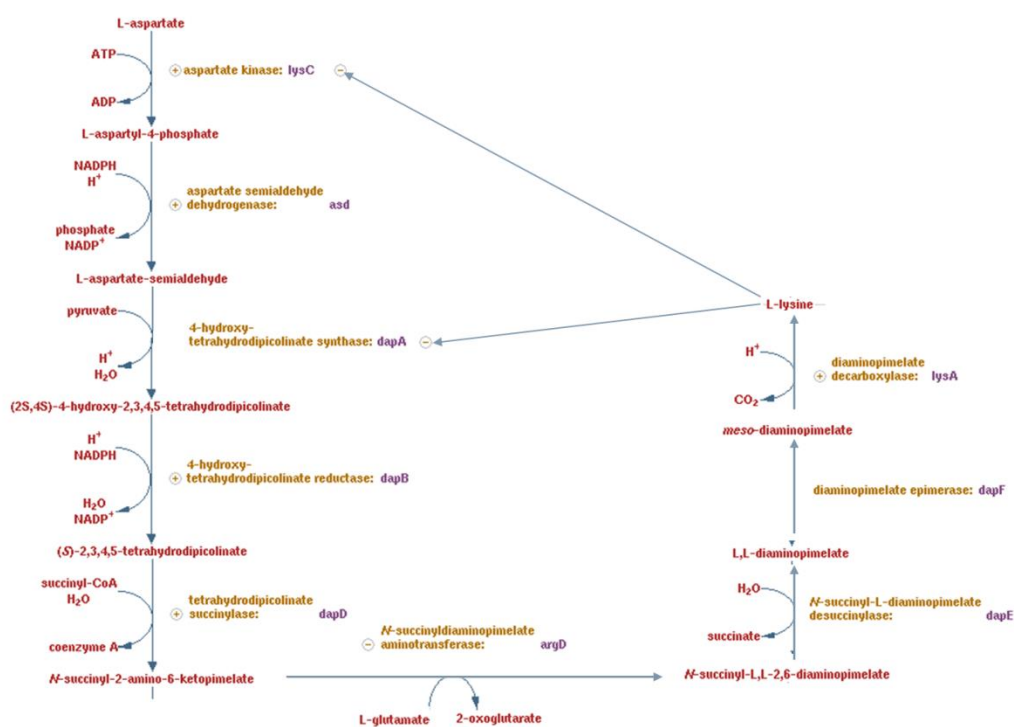 L-aspartate
ATP
+ aspartate kinase: lysC −
ADP
L-aspartyl-4-phosphate
NADPH
H⁺
aspartate semialdehyde
+ dehydrogenase: asd
phosphate
NADP⁺
L-aspartate-semialdehyde
pyruvate
4-hydroxy-
tetrahydrodipicolinate synthase: dapA −
H⁺
H₂O
(2S,4S)-4-hydroxy-2,3,4,5-tetrahydrodipicolinate
H⁺
NADPH
4-hydroxy-
+ tetrahydrodipicolinate reductase: dapB
H₂O
NADP⁺
(S)-2,3,4,5-tetrahydrodipicolinate
succinyl-CoA
H₂O
tetrahydrodipicolinate
+ succinylase: dapD
coenzyme A
N-succinyl-2-amino-6-ketopimelate
N-succinyldiaminopimelate
− aminotransferase: argD
L-glutamate 2-oxoglutarate
L-lysine
H⁺
diaminopimelate
+ decarboxylase: lysA
CO₂
meso-diaminopimelate
diaminopimelate epimerase: dapF
L,L-diaminopimelate
H₂O
N-succinyl-L-diaminopimelate
desuccinylase: dapE
succinate
N-succinyl-L,L-2,6-diaminopimelate